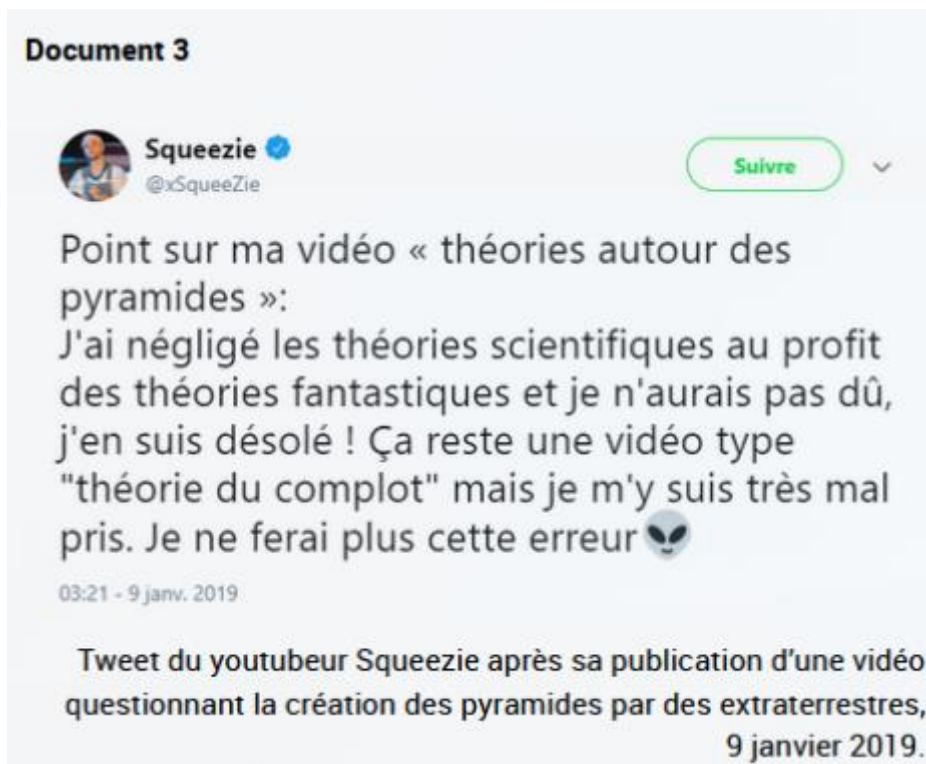 Document 3
Squeezie
@xSqueeZie
Suivre
Point sur ma vidéo « théories autour des
pyramides »:
J'ai négligé les théories scientifiques au profit
des théories fantastiques et je n'aurais pas dû,
j'en suis désolé ! Ça reste une vidéo type
"théorie du complot" mais je m'y suis très mal
pris. Je ne ferai plus cette erreur👽
03:21 - 9 janv. 2019
Tweet du youtubeur Squeezie après sa publication d'une vidéo
questionnant la création des pyramides par des extraterrestres,
9 janvier 2019.